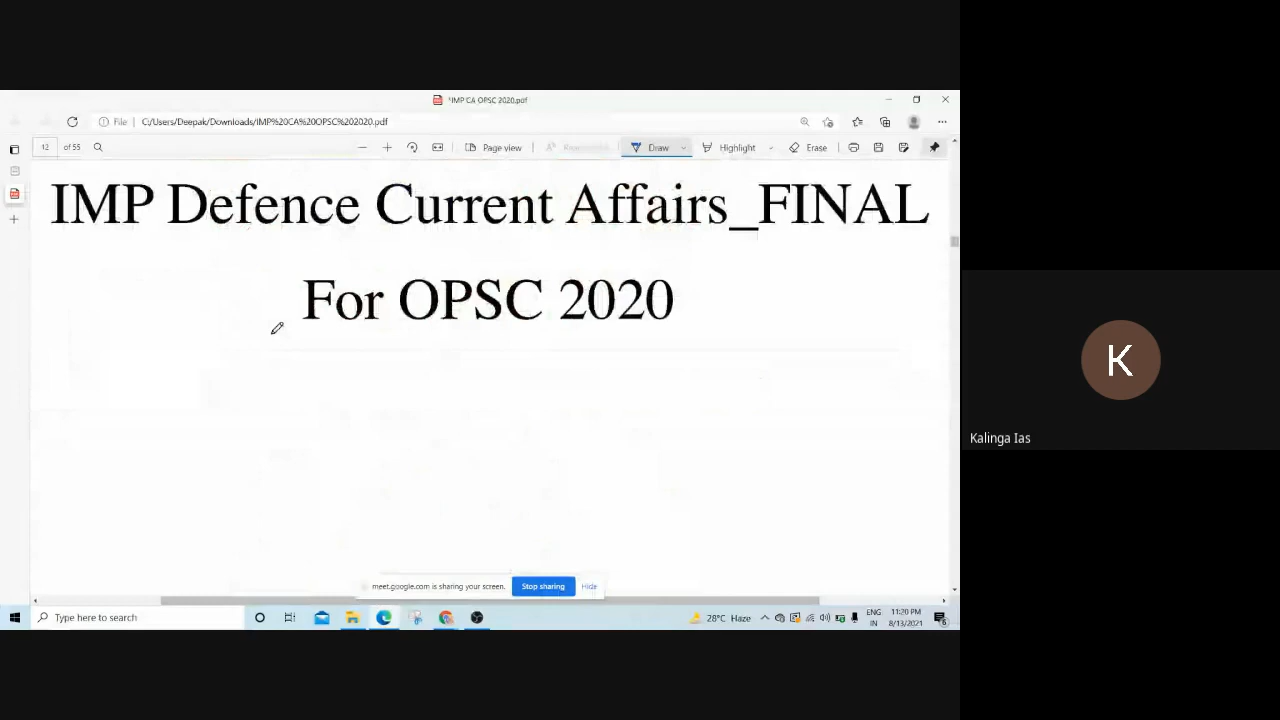 *IMP CA OPSC 2020.pdf
File
C:/Users/Deepak/Downloads/IMP%20CA%20OPSC%202020.pdf
12 of 55
Page view
Draw
Highlight
Erase
IMP Defence Current Affairs_FINAL
For OPSC 2020
K
Kalinga Ias
meet.google.com is sharing your screen.
Stop sharing
Hide
Type here to search
28°C Haze
ENG
IN
11:20 PM
8/13/2021
6